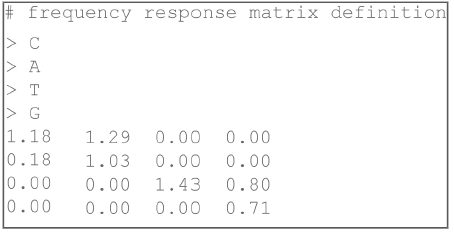 # frequency response matrix definition
> C
> A
> T
> G
1.18 1.29 0.00 0.00
0.18 1.03 0.00 0.00
0.00 0.00 1.43 0.80
0.00 0.00 0.00 0.71